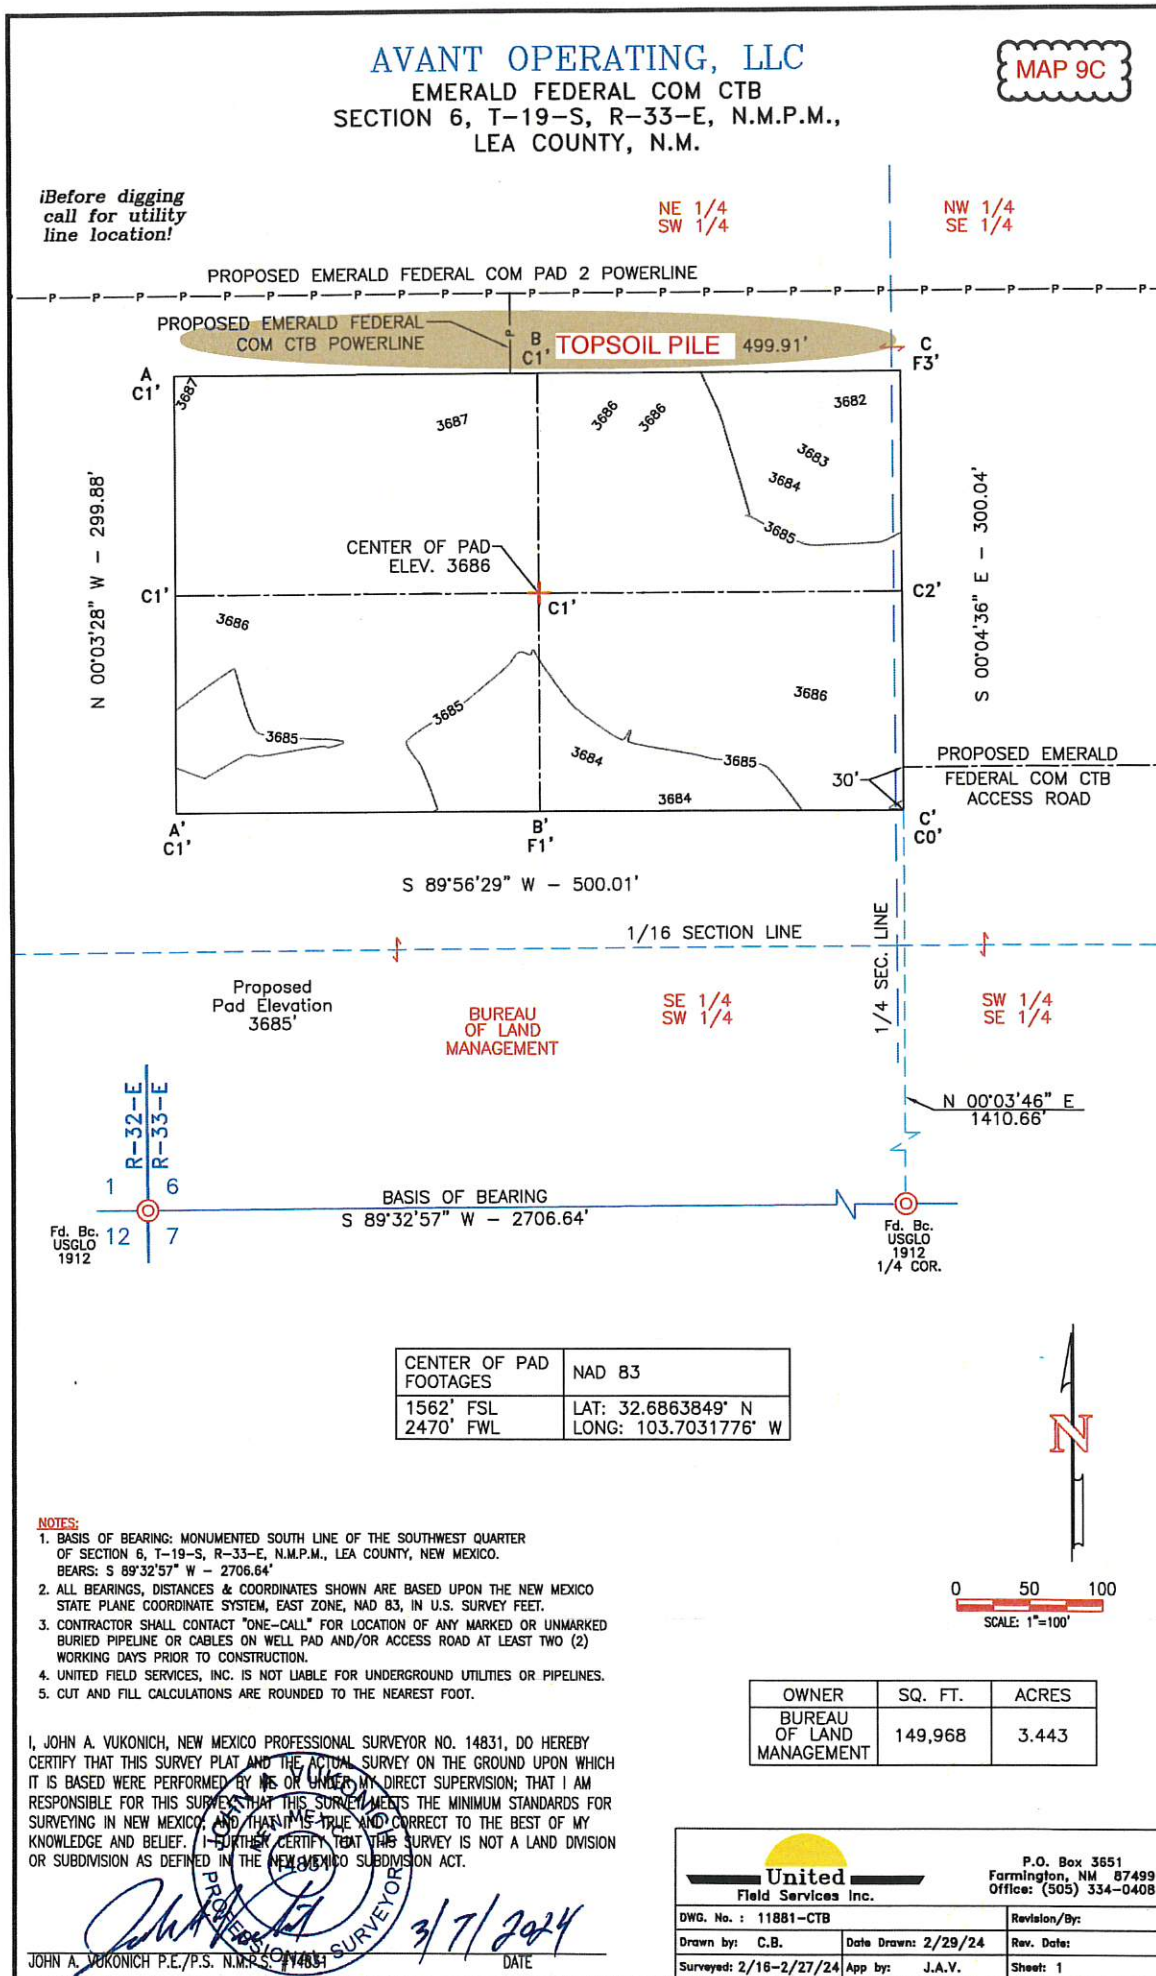 AVANT OPERATING, LLC
EMERALD FEDERAL COM CTB
SECTION 6, T-19-S, R-33-E, N.M.P.M.,
LEA COUNTY, N.M.
MAP 9C
¡Before digging
call for utility
line location!
NE 1/4
SW 1/4
NW 1/4
SE 1/4
PROPOSED EMERALD FEDERAL COM PAD 2 POWERLINE
P P P P P P P P P P P P P P P P P P P P P P P P P P
PROPOSED EMERALD FEDERAL
COM CTB POWERLINE
P
B
C1'
TOPSOIL PILE
499.91'
C
F3'
A
C1'
3687
3687
3686
3686
3682
3683
3684
3685
N 00°03'28" W - 299.88'
S 00°04'36" E - 300.04'
CENTER OF PAD
ELEV. 3686
C1'
C1'
C2'
3686
3685
3685
3684
3685
3686
3684
30'
PROPOSED EMERALD
FEDERAL COM CTB
ACCESS ROAD
A'
C1'
B'
F1'
C'
C0'
S 89°56'29" W - 500.01'
1/16 SECTION LINE
1/4 SEC. LINE
Proposed
Pad Elevation
3685'
BUREAU
OF LAND
MANAGEMENT
SE 1/4
SW 1/4
SW 1/4
SE 1/4
N 00°03'46" E
1410.66'
R-32-E
R-33-E
1 6
12 7
Fd. Bc.
USGLO
1912
BASIS OF BEARING
S 89°32'57" W - 2706.64'
Fd. Bc.
USGLO
1912
1/4 COR.
CENTER OF PAD
FOOTAGES
NAD 83
1562' FSL
2470' FWL
LAT: 32.6863849° N
LONG: 103.7031776° W
N
NOTES:
1. BASIS OF BEARING: MONUMENTED SOUTH LINE OF THE SOUTHWEST QUARTER
OF SECTION 6, T-19-S, R-33-E, N.M.P.M., LEA COUNTY, NEW MEXICO.
BEARS: S 89°32'57" W - 2706.64'
2. ALL BEARINGS, DISTANCES & COORDINATES SHOWN ARE BASED UPON THE NEW MEXICO
STATE PLANE COORDINATE SYSTEM, EAST ZONE, NAD 83, IN U.S. SURVEY FEET.
3. CONTRACTOR SHALL CONTACT "ONE-CALL" FOR LOCATION OF ANY MARKED OR UNMARKED
BURIED PIPELINE OR CABLES ON WELL PAD AND/OR ACCESS ROAD AT LEAST TWO (2)
WORKING DAYS PRIOR TO CONSTRUCTION.
4. UNITED FIELD SERVICES, INC. IS NOT LIABLE FOR UNDERGROUND UTILITIES OR PIPELINES.
5. CUT AND FILL CALCULATIONS ARE ROUNDED TO THE NEAREST FOOT.
0 50 100
SCALE: 1"=100'
OWNER SQ. FT. ACRES
BUREAU
OF LAND
MANAGEMENT
149,968 3.443
I, JOHN A. VUKONICH, NEW MEXICO PROFESSIONAL SURVEYOR NO. 14831, DO HEREBY
CERTIFY THAT THIS SURVEY PLAT AND THE ACTUAL SURVEY ON THE GROUND UPON WHICH
IT IS BASED WERE PERFORMED BY ME OR UNDER MY DIRECT SUPERVISION; THAT I AM
RESPONSIBLE FOR THIS SURVEY; THAT THIS SURVEY MEETS THE MINIMUM STANDARDS FOR
SURVEYING IN NEW MEXICO; AND THAT IT IS TRUE AND CORRECT TO THE BEST OF MY
KNOWLEDGE AND BELIEF. I FURTHER CERTIFY THAT THIS SURVEY IS NOT A LAND DIVISION
OR SUBDIVISION AS DEFINED IN THE NEW MEXICO SUBDIVISION ACT.
JOHN A. VUKONICH
NEW MEXICO
14831
PROFESSIONAL SURVEYOR
3/7/2024
JOHN A. VUKONICH P.E./P.S. N.M.P.S. #14831
DATE
United
Field Services Inc.
P.O. Box 3651
Farmington, NM 87499
Office: (505) 334-0408
DWG. No. : 11881-CTB
Revision/By:
Drawn by: C.B.
Date Drawn: 2/29/24
Rev. Date:
Surveyed: 2/16-2/27/24
App by: J.A.V.
Sheet: 1